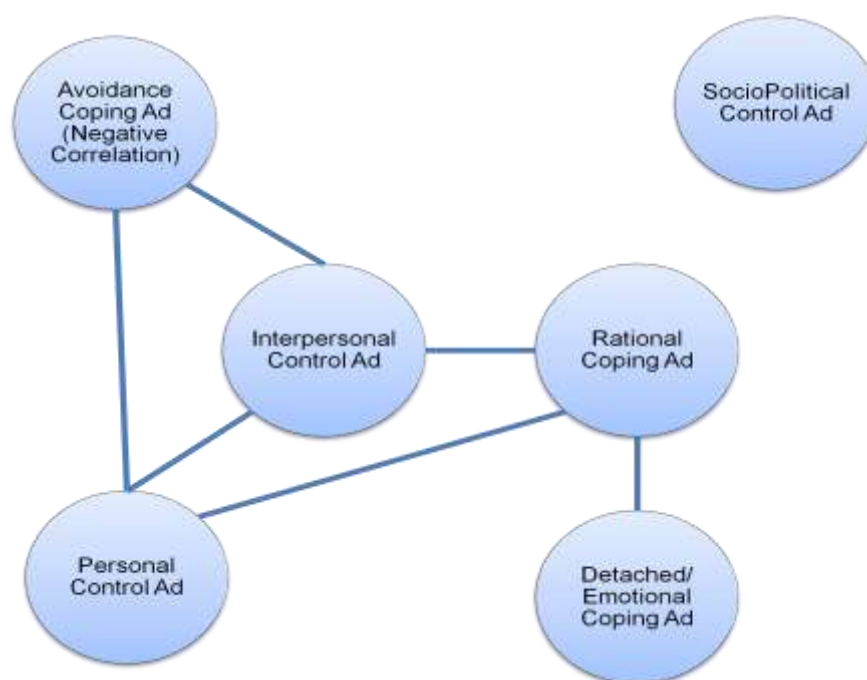 Avoidance
Coping Ad
(Negative
Correlation)
SocioPolitical
Control Ad
Interpersonal
Control Ad
Rational
Coping Ad
Personal
Control Ad
Detached/
Emotional
Coping Ad